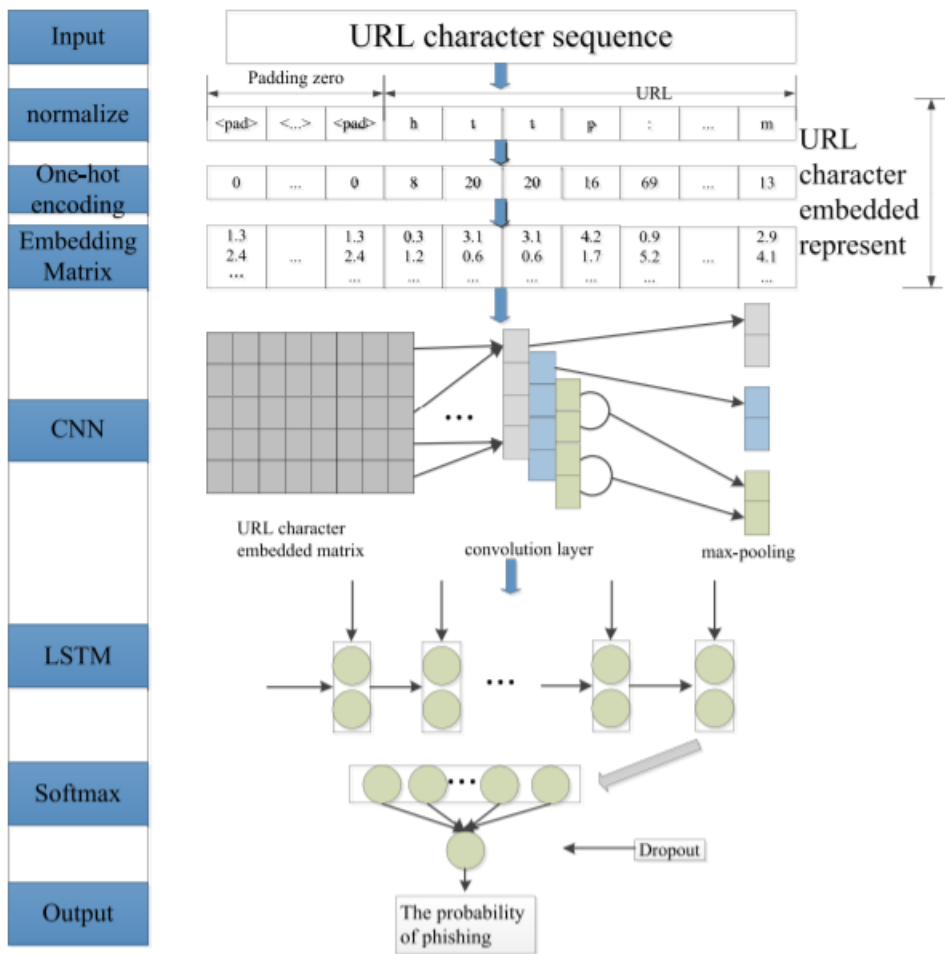 Input
URL character sequence
Padding zero
URL
normalize
<pad> <...> <pad> h t t p : ... m
URL
character
embedded
represent
One-hot
encoding
0 ... 0 8 20 20 16 69 ... 13
Embedding
Matrix
1.3 1.3 0.3 3.1 3.1 4.2 0.9 2.9
2.4 ... 2.4 1.2 0.6 0.6 1.7 5.2 ... 4.1
... ... ... ... ... ... ... ...
CNN
...
URL character
embedded matrix
convolution layer
max-pooling
LSTM
...
Softmax
...
Dropout
Output
The probability
of phishing